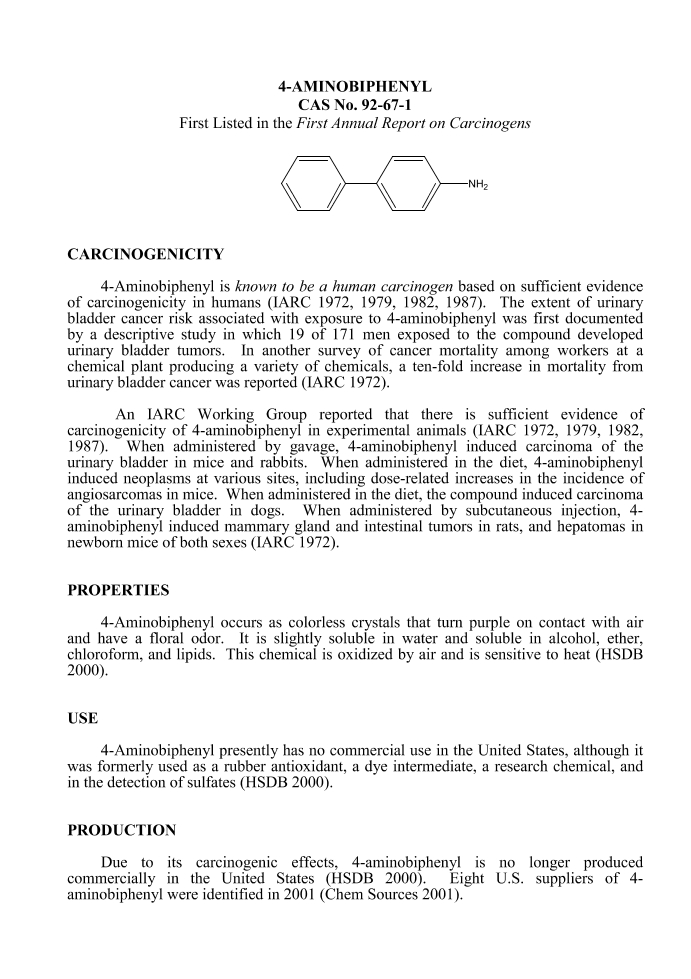 4-AMINOBIPHENYL
CAS No. 92-67-1
First Listed in the First Annual Report on Carcinogens
NH2
CARCINOGENICITY
4-Aminobiphenyl is known to be a human carcinogen based on sufficient evidence
of carcinogenicity in humans (IARC 1972, 1979, 1982, 1987). The extent of urinary
bladder cancer risk associated with exposure to 4-aminobiphenyl was first documented
by a descriptive study in which 19 of 171 men exposed to the compound developed
urinary bladder tumors. In another survey of cancer mortality among workers at a
chemical plant producing a variety of chemicals, a ten-fold increase in mortality from
urinary bladder cancer was reported (IARC 1972).
An IARC Working Group reported that there is sufficient evidence of
carcinogenicity of 4-aminobiphenyl in experimental animals (IARC 1972, 1979, 1982,
1987). When administered by gavage, 4-aminobiphenyl induced carcinoma of the
urinary bladder in mice and rabbits. When administered in the diet, 4-aminobiphenyl
induced neoplasms at various sites, including dose-related increases in the incidence of
angiosarcomas in mice. When administered in the diet, the compound induced carcinoma
of the urinary bladder in dogs. When administered by subcutaneous injection, 4-
aminobiphenyl induced mammary gland and intestinal tumors in rats, and hepatomas in
newborn mice of both sexes (IARC 1972).
PROPERTIES
4-Aminobiphenyl occurs as colorless crystals that turn purple on contact with air
and have a floral odor. It is slightly soluble in water and soluble in alcohol, ether,
chloroform, and lipids. This chemical is oxidized by air and is sensitive to heat (HSDB
2000).
USE
4-Aminobiphenyl presently has no commercial use in the United States, although it
was formerly used as a rubber antioxidant, a dye intermediate, a research chemical, and
in the detection of sulfates (HSDB 2000).
PRODUCTION
Due to its carcinogenic effects, 4-aminobiphenyl is no longer produced
commercially in the United States (HSDB 2000). Eight U.S. suppliers of 4-
aminobiphenyl were identified in 2001 (Chem Sources 2001).